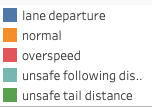 lane departure
normal
overspeed
unsafe following dis..
unsafe tail distance